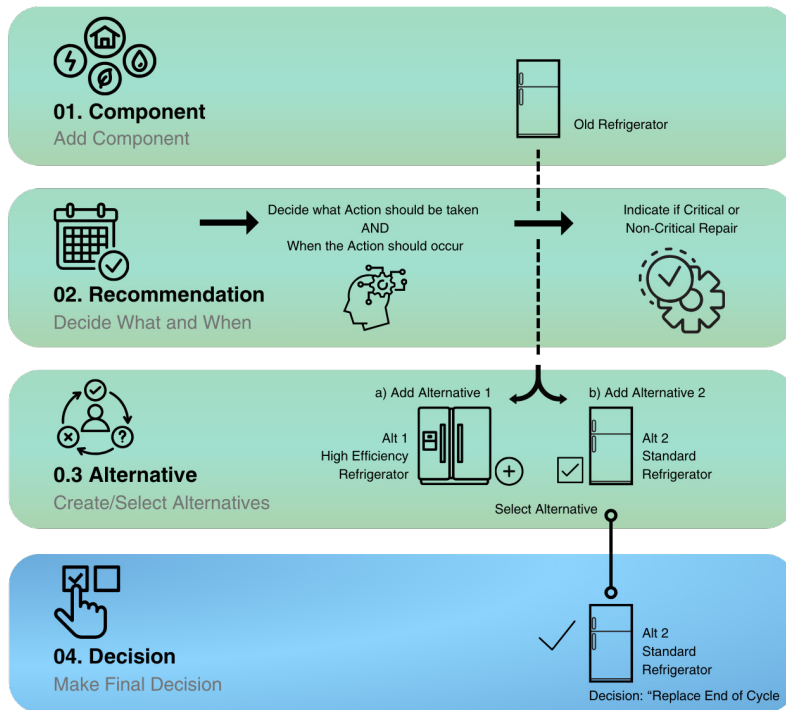 01. Component
Add Component
Old Refrigerator
Decide what Action should be taken
AND
When the Action should occur
Indicate if Critical or
Non-Critical Repair
02. Recommendation
Decide What and When
a) Add Alternative 1
b) Add Alternative 2
Alt 1
High Efficiency
Refrigerator
Alt 2
Standard
Refrigerator
0.3 Alternative
Create/Select Alternatives
Select Alternative
04. Decision
Make Final Decision
Alt 2
Standard
Refrigerator
Decision: “Replace End of Cycle